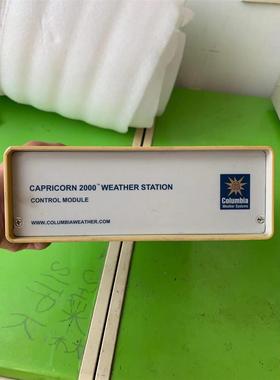 CAPRICORN 2000™ WEATHER STATION
CONTROL MODULE
WWW.COLUMBIAWEATHER.COM
Columbia
Weather Systems